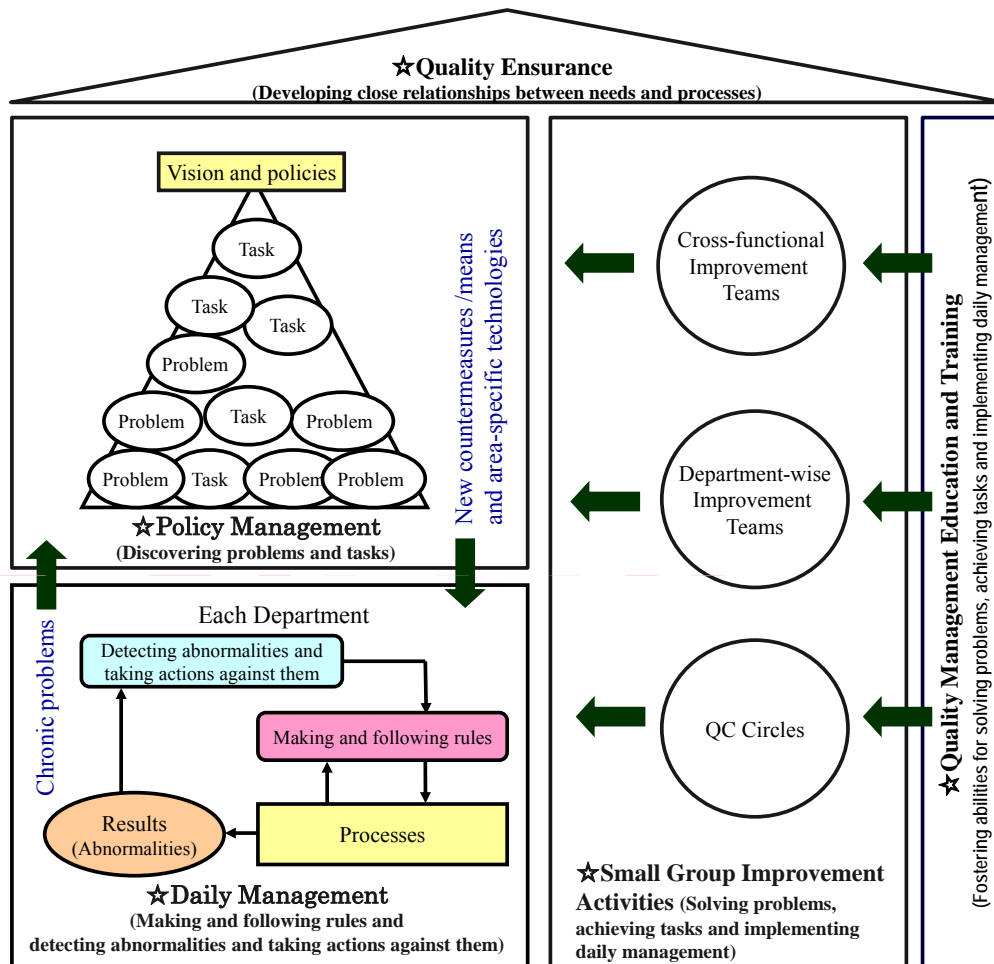 ☆Quality Ensurance
(Developing close relationships between needs and processes)
Vision and policies
Task
Task
Task
Problem
Problem
Task
Problem
Problem
Task
Problem
Problem
☆Policy Management
(Discovering problems and tasks)
New countermeasures /means
and area-specific technologies
Chronic problems
Each Department
Detecting abnormalities and
taking actions against them
Making and following rules
Results
(Abnormalities)
Processes
☆Daily Management
(Making and following rules and
detecting abnormalities and taking actions against them)
Cross-functional
Improvement
Teams
Department-wise
Improvement
Teams
QC Circles
☆Small Group Improvement
Activities (Solving problems,
achieving tasks and implementing
daily management)
☆Quality Management Education and Training
(Fostering abilities for solving problems, achieving tasks and implementing daily management)